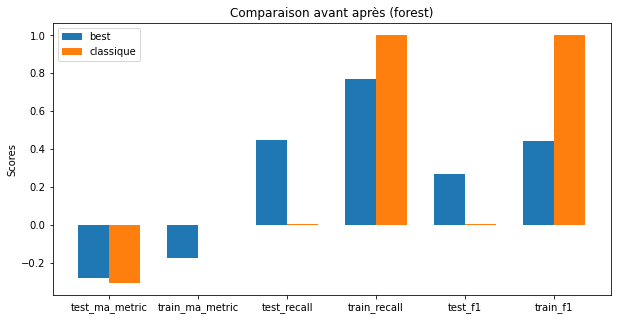 Comparaison avant après (forest)
best
classique
Scores
1.0
0.8
0.6
0.4
0.2
0.0
−0.2
test_ma_metric train_ma_metric test_recall train_recall test_f1 train_f1